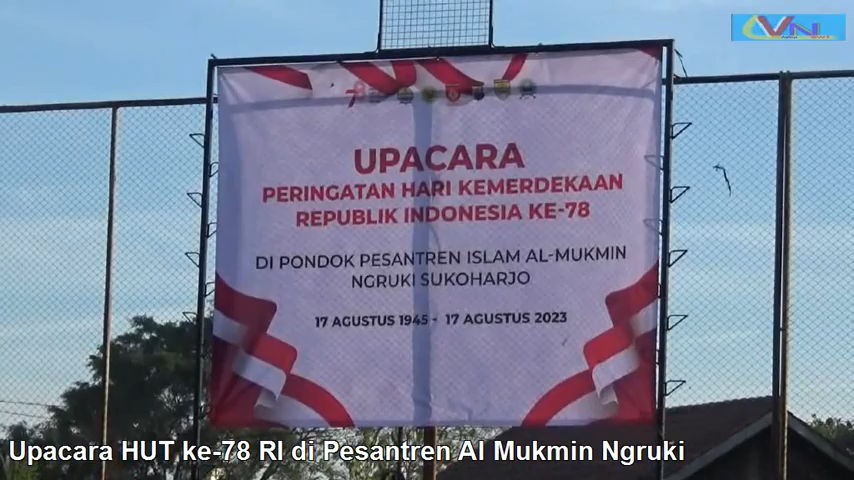 VN
UPACARA
PERINGATAN HARI KEMERDEKAAN
REPUBLIK INDONESIA KE-78
DI PONDOK PESANTREN ISLAM AL-MUKMIN
NGRUKI SUKOHARJO
17 AGUSTUS 1945 - 17 AGUSTUS 2023
Upacara HUT ke-78 RI di Pesantren Al Mukmin Ngruki